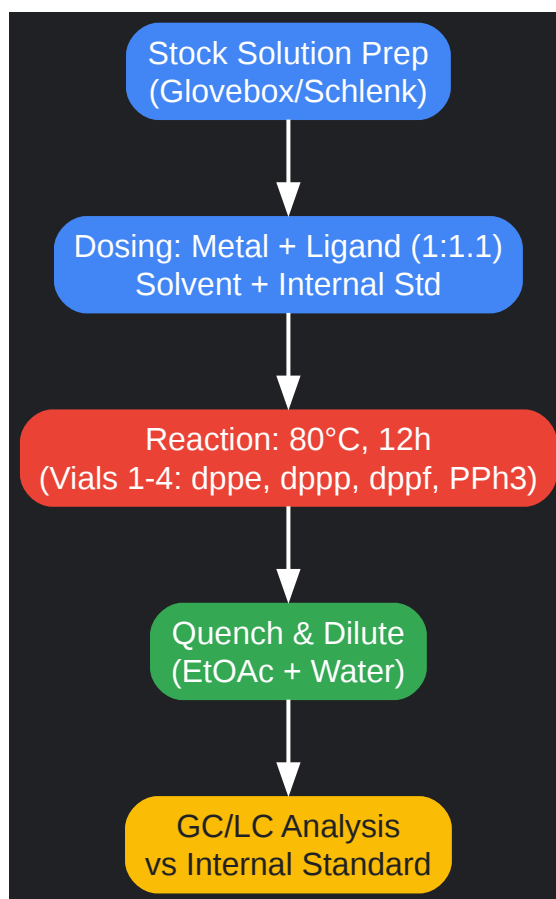 Stock Solution Prep
(Glovebox/Schlenk)
Dosing: Metal + Ligand (1:1.1)
Solvent + Internal Std
Reaction: 80°C, 12h
(Vials 1-4: dppe, dppp, dppf, PPh3)
Quench & Dilute
(EtOAc + Water)
GC/LC Analysis
vs Internal Standard